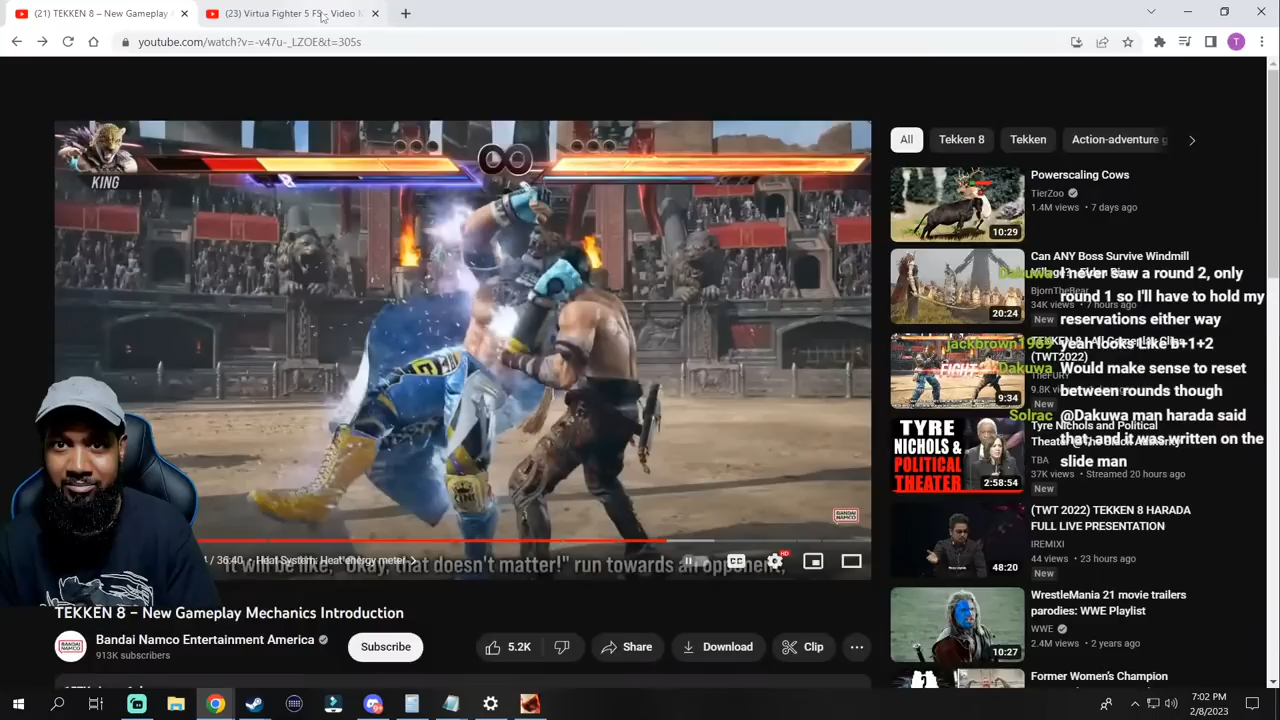 (21) TEKKEN 8 – New Gameplay
(23) Virtua Fighter 5 FS - Video
youtube.com/watch?v=-v47u-_LZOE&t=305s
T
KING
/ 36:40 • Heat System: Heat energy meter
okay, that doesn't matter!" run towards an opponent,
HD
CC
BANDAI NAMCO
TEKKEN 8 – New Gameplay Mechanics Introduction
Bandai Namco Entertainment America
913K subscribers
Subscribe
5.2K
Share
Download
Clip
All
Tekken 8
Tekken
Action-adventure g
Powerscaling Cows
TierZoo
1.4M views • 7 days ago
10:29
Can ANY Boss Survive Windmill
BjornTheBear
34K views • 7 hours ago
New
20:24
Dakuwa I never saw a round 2, only
round 1 so I'll have to hold my
reservations either way
jackbrown1969 yeah looks Like b+1+2
(TWT2022)
TheFURY
9.8K
New
FIGHT
9:34
Dakuwa Would make sense to reset
between rounds though
Solrac @Dakuwa man harada said
that, and it was written on the
slide man
Tyre Nichols and Political
TBA
37K views • Streamed 20 hours ago
New
TYRE
NICHOLS &
POLITICAL
THEATER
2:58:54
(TWT 2022) TEKKEN 8 HARADA
FULL LIVE PRESENTATION
IREMIXI
44 views • 23 hours ago
New
48:20
WrestleMania 21 movie trailers
parodies: WWE Playlist
WWE
2.4M views • 2 years ago
10:27
Former Women's Champion
7:02 PM
2/8/2023